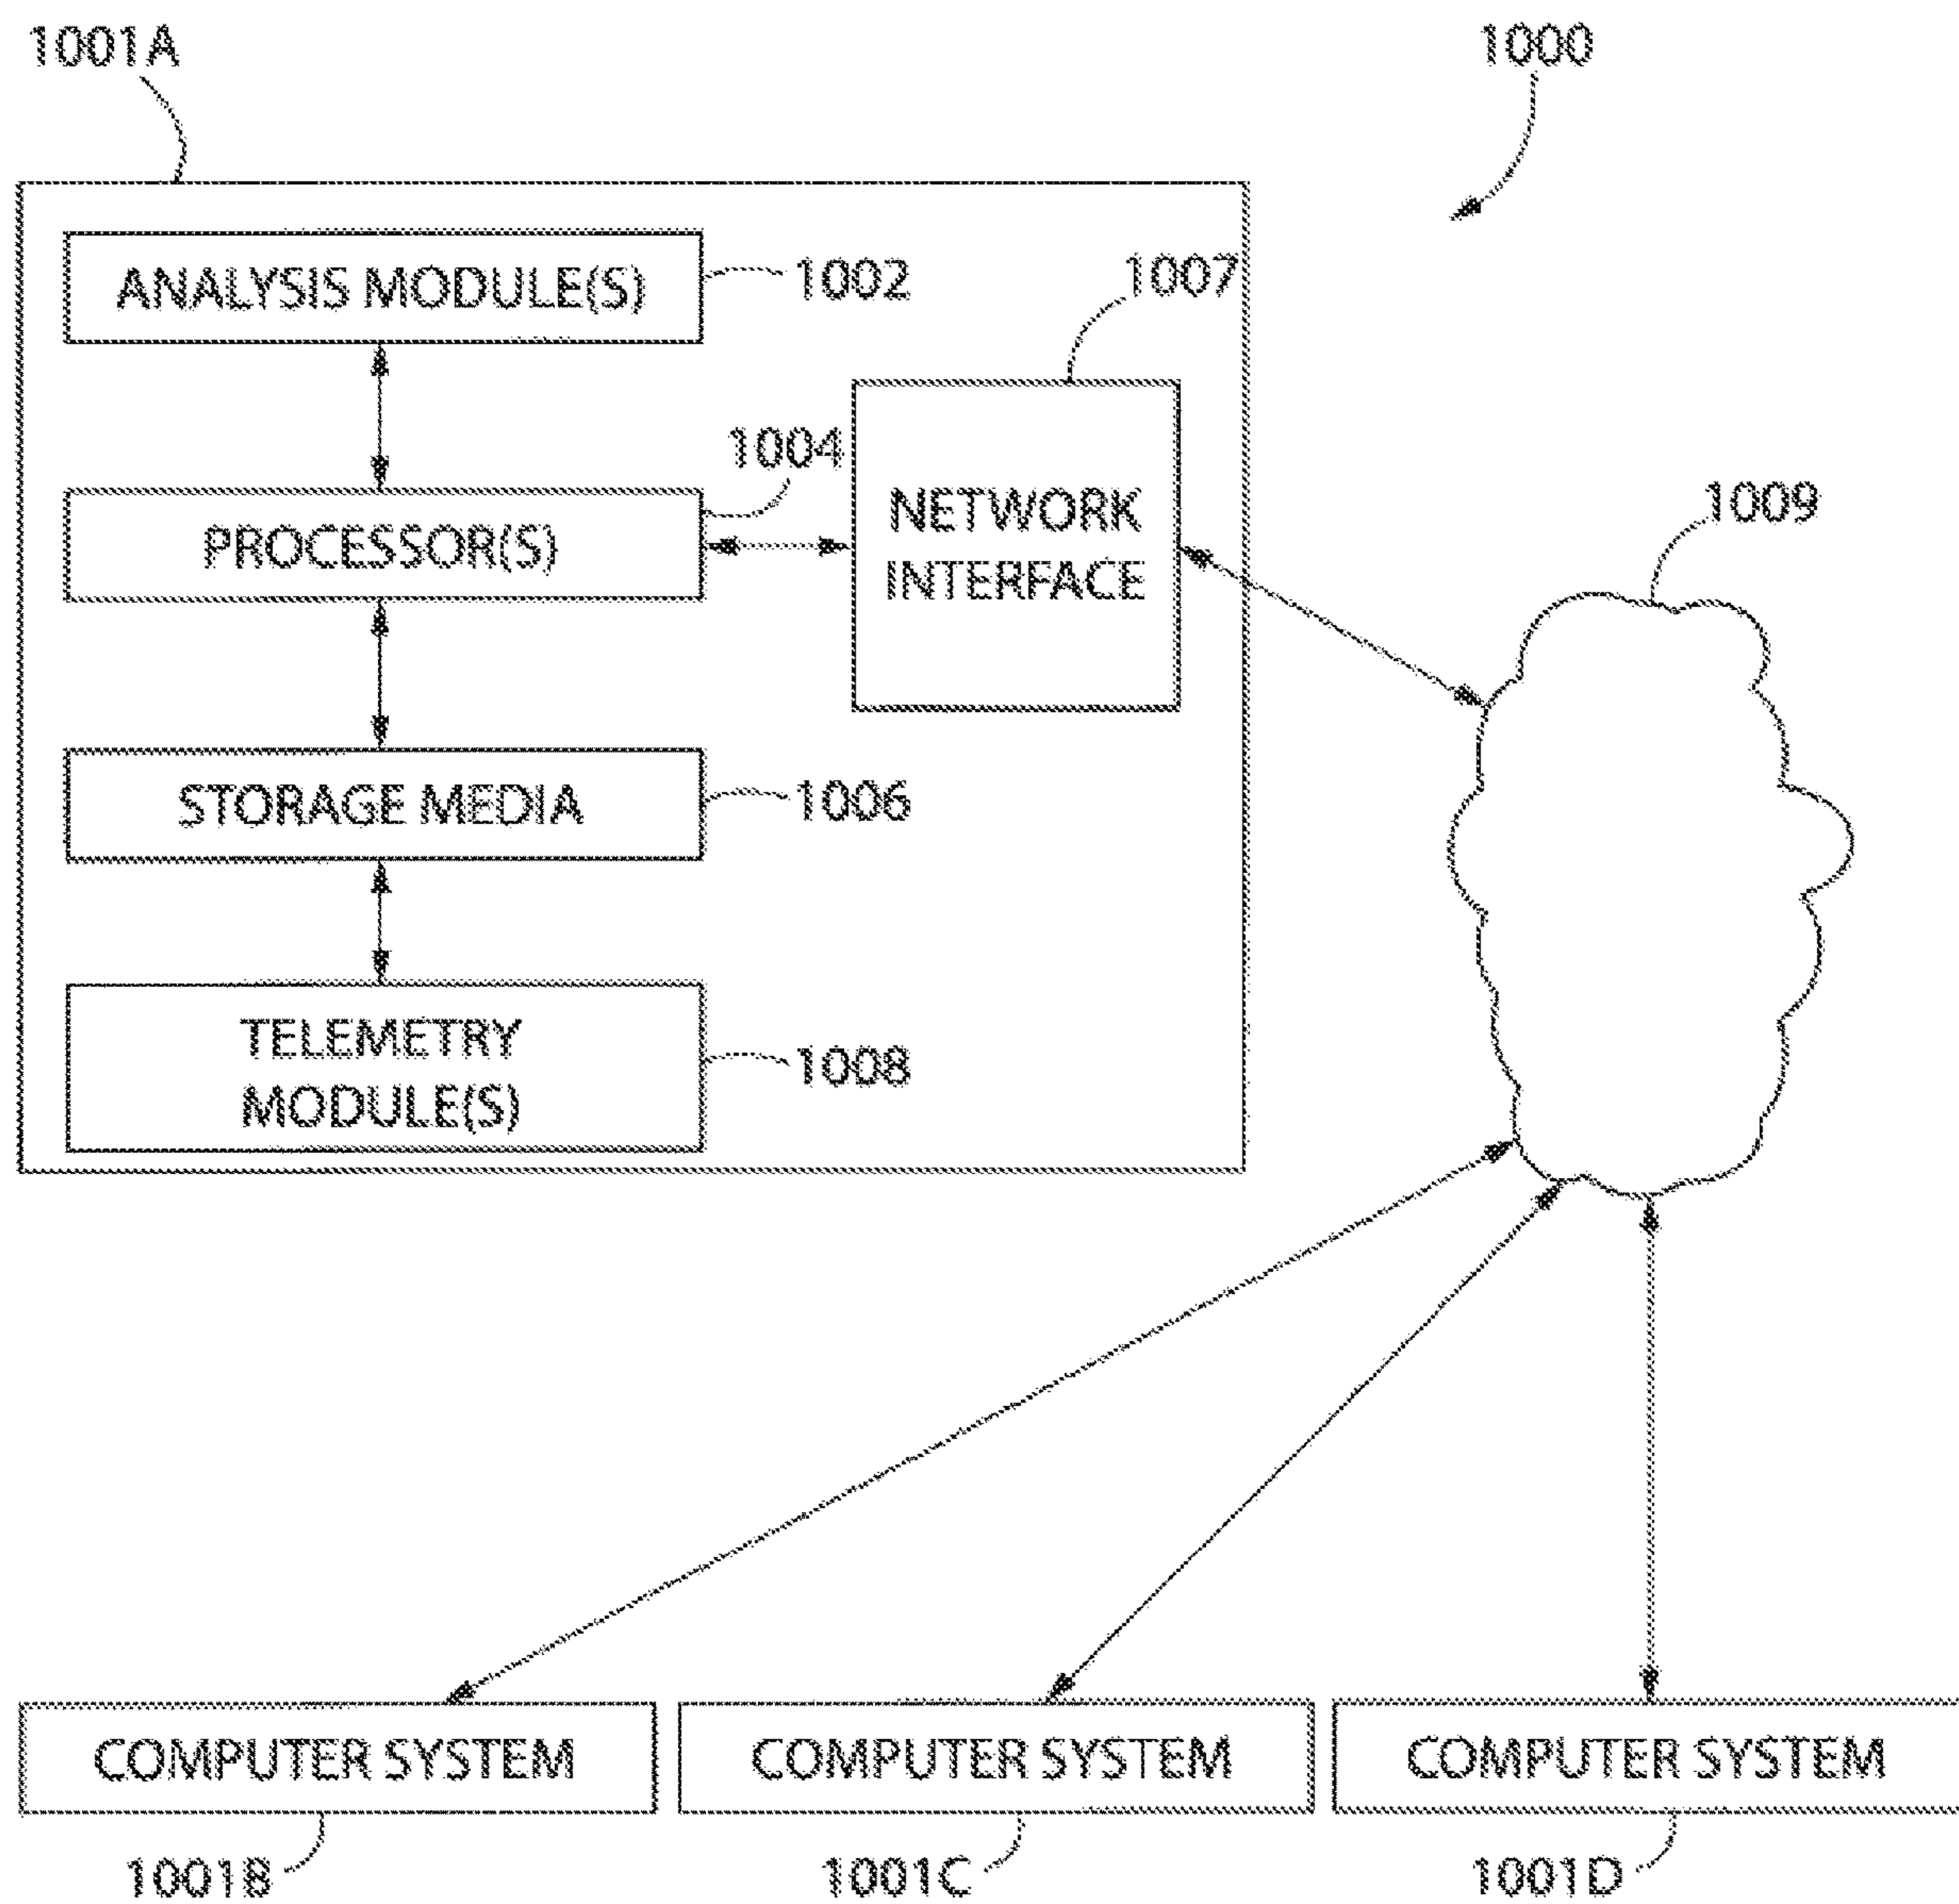 1001A
1000
ANALYSIS MODULE(S)
1002
1007
1004
PROCESSOR(S)
NETWORK
INTERFACE
1009
STORAGE MEDIA
1006
TELEMETRY
MODULE(S)
1008
COMPUTER SYSTEM
COMPUTER SYSTEM
COMPUTER SYSTEM
1001B
1001C
1001D